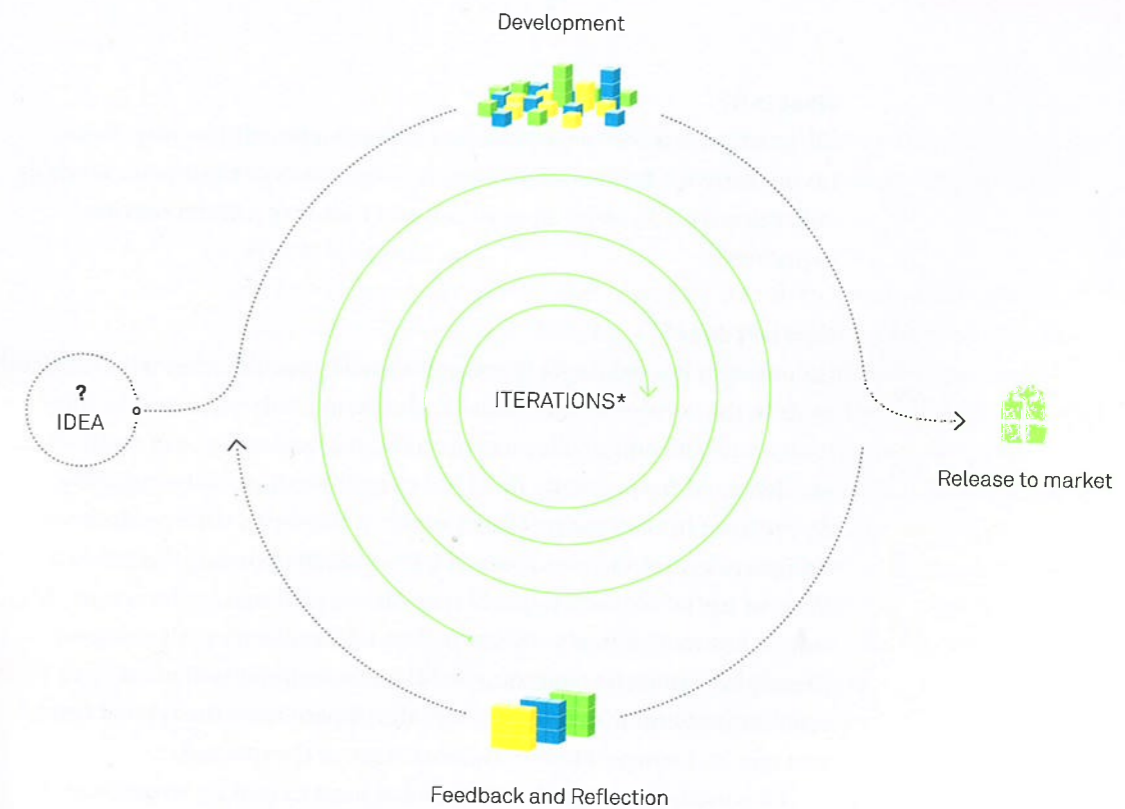 Development
?
IDEA
ITERATIONS*
Release to market
Feedback and Reflection